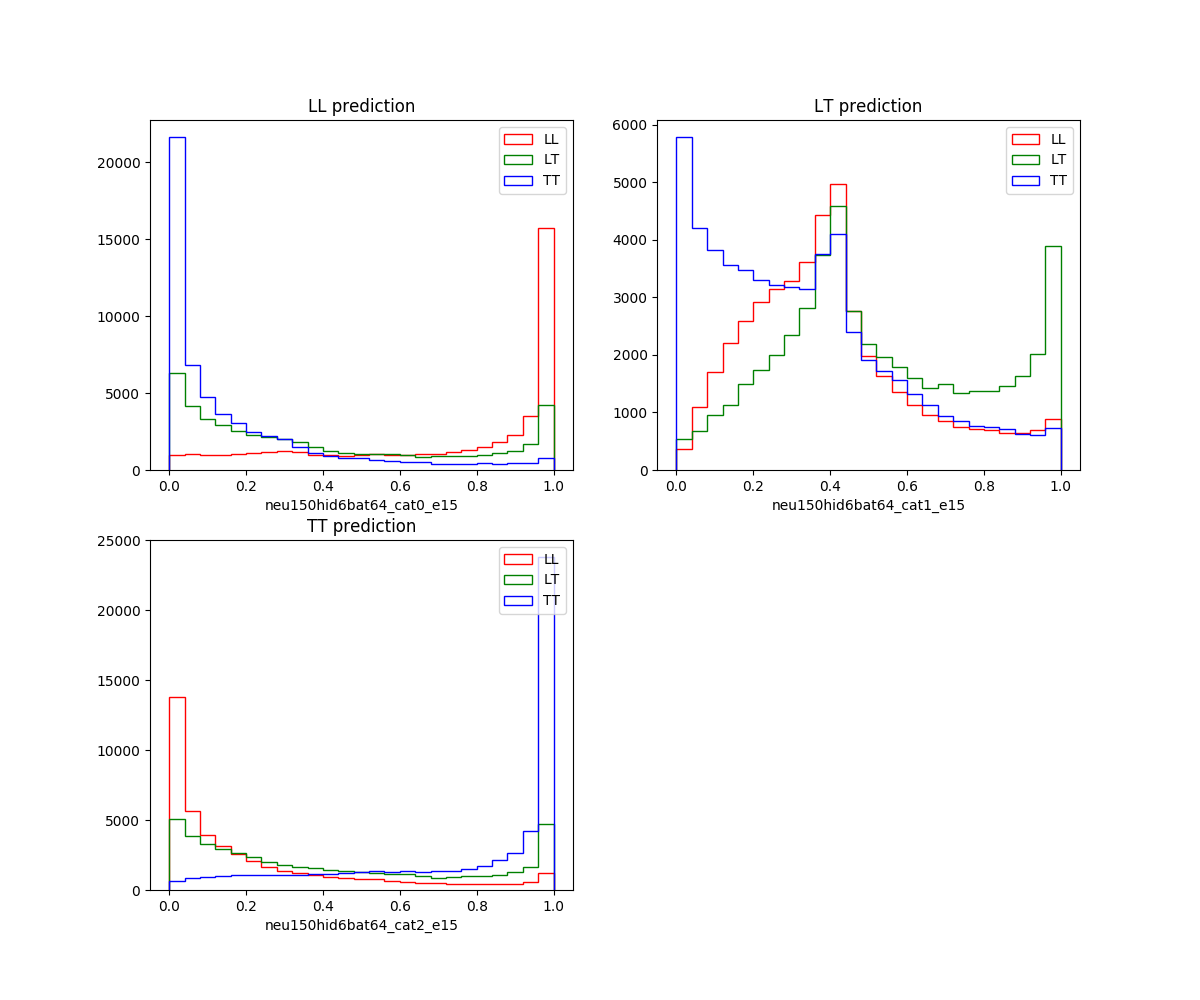 LL prediction
LL
LT
TT
20000
15000
10000
5000
0
0.0 0.2 0.4 0.6 0.8 1.0
neu150hid6bat64_cat0_e15
LT prediction
LL
LT
TT
6000
5000
4000
3000
2000
1000
0
0.0 0.2 0.4 0.6 0.8 1.0
neu150hid6bat64_cat1_e15
TT prediction
LL
LT
TT
25000
20000
15000
10000
5000
0
0.0 0.2 0.4 0.6 0.8 1.0
neu150hid6bat64_cat2_e15